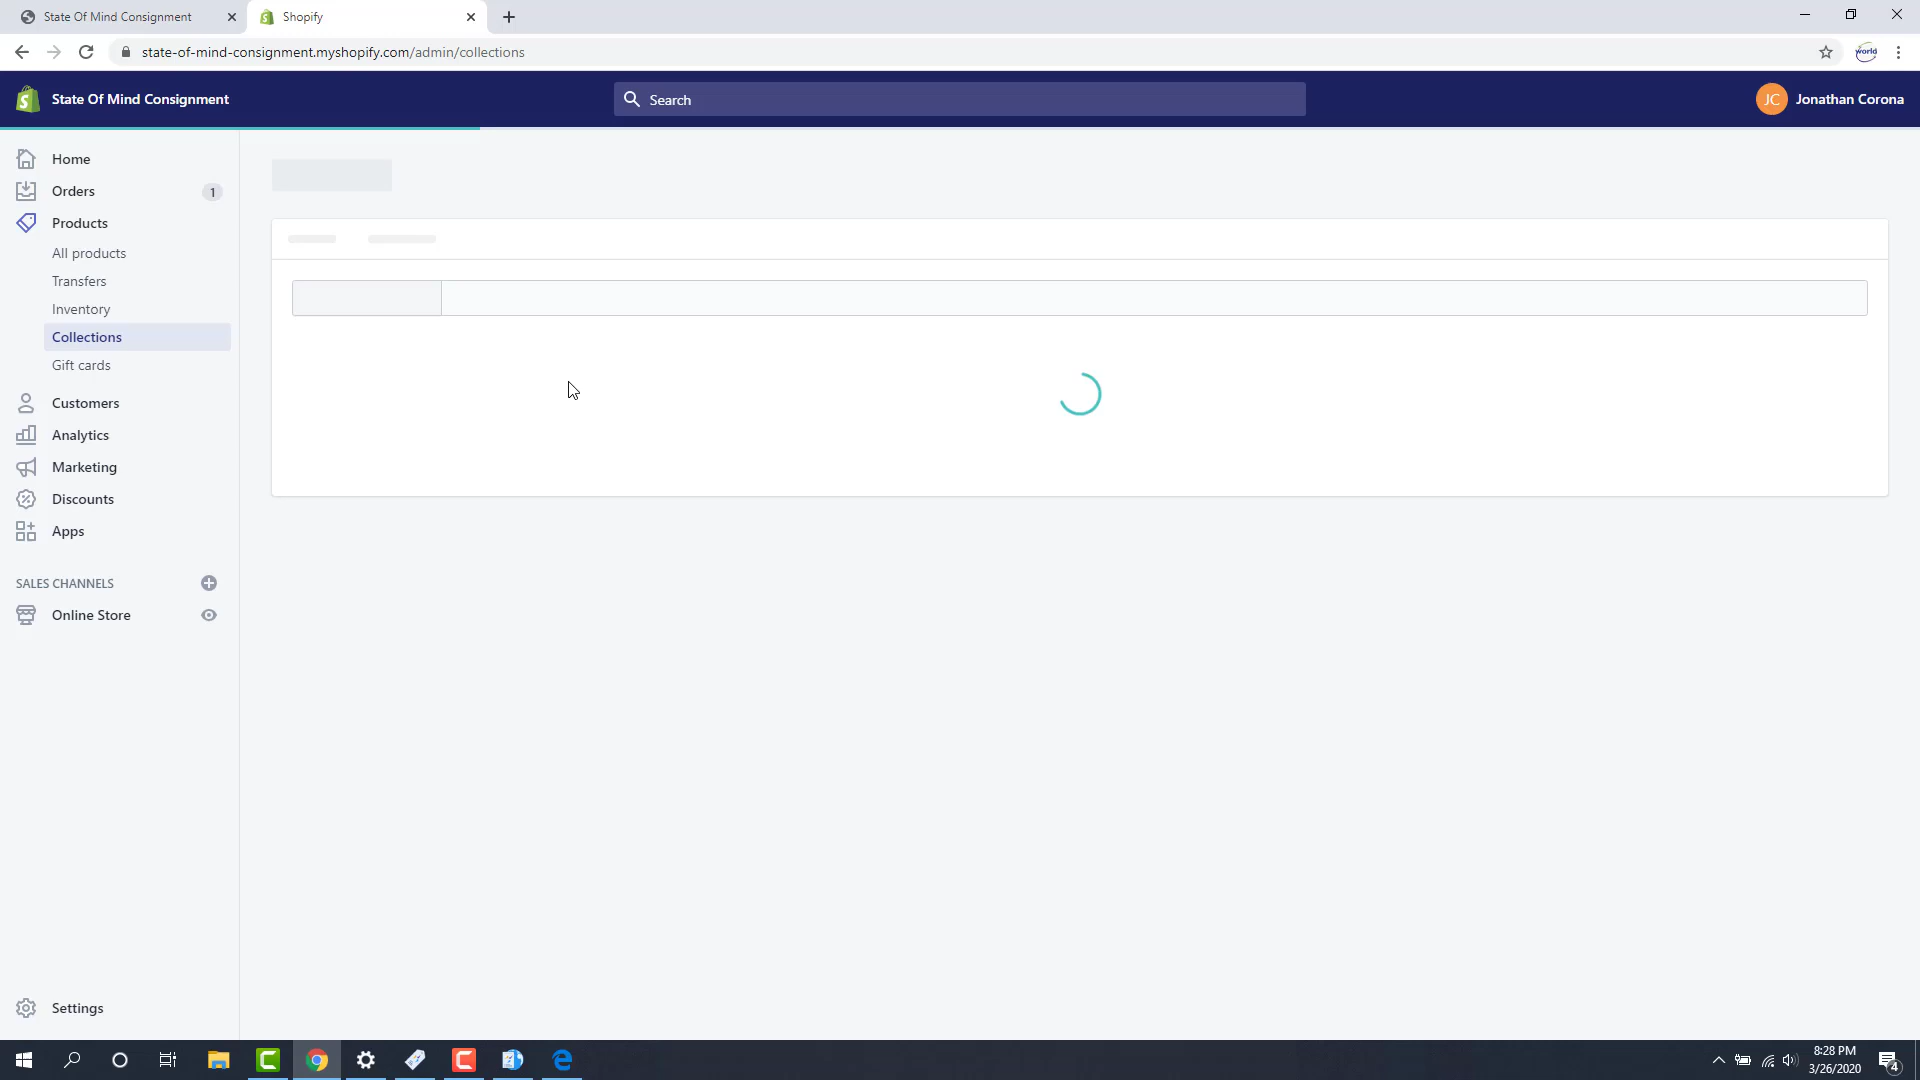 State Of Mind Consignment
Shopify
state-of-mind-consignment.myshopify.com/admin/collections
world
State Of Mind Consignment
Search
JC
Jonathan Corona
Home
Orders
1
Products
All products
Transfers
Inventory
Collections
Gift cards
Customers
Analytics
Marketing
Discounts
Apps
SALES CHANNELS
Online Store
Settings
8:28 PM
3/26/2020
4